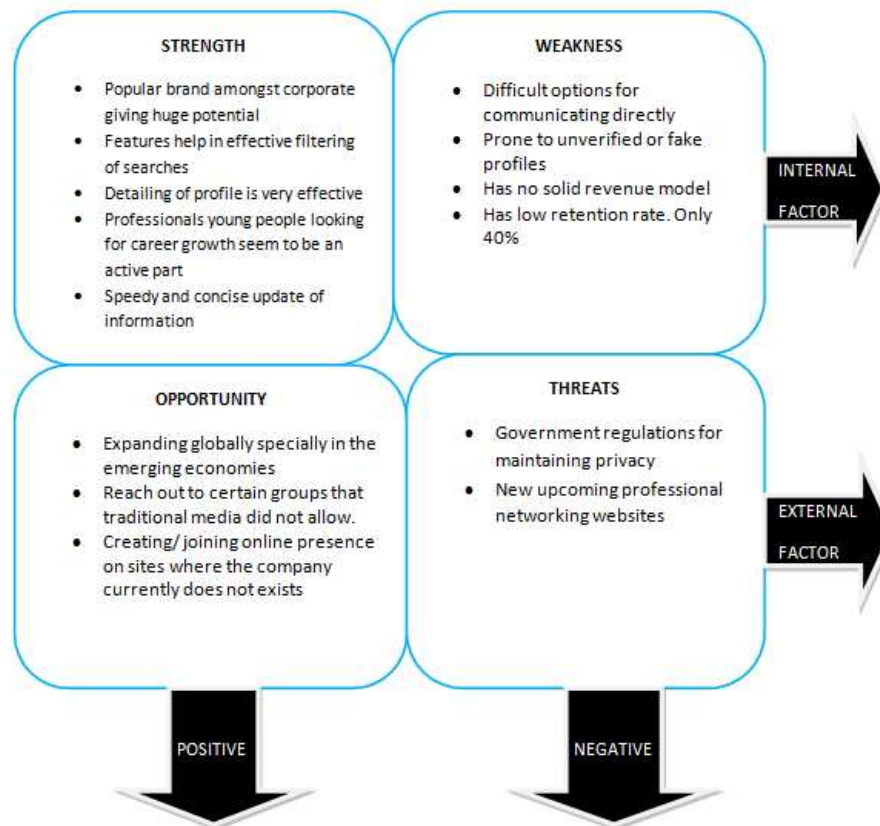 STRENGTH
• Popular brand amongst corporate
giving huge potential
• Features help in effective filtering
of searches
• Detailing of profile is very effective
• Professionals young people looking
for career growth seem to be an
active part
• Speedy and concise update of
information
WEAKNESS
• Difficult options for
communicating directly
• Prone to unverified or fake
profiles
• Has no solid revenue model
• Has low retention rate. Only
40%
INTERNAL
FACTOR
OPPORTUNITY
• Expanding globally specially in the
emerging economies
• Reach out to certain groups that
traditional media did not allow.
• Creating/ joining online presence
on sites where the company
currently does not exists
THREATS
• Government regulations for
maintaining privacy
• New upcoming professional
networking websites
EXTERNAL
FACTOR
POSITIVE
NEGATIVE